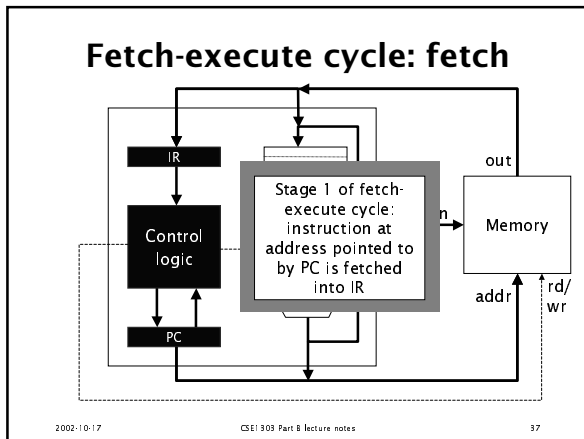 Fetch-execute cycle: fetch
IR
Control
logic
PC
Stage 1 of fetch-
execute cycle:
instruction at
address pointed to
by PC is fetched
into IR
out
n
Memory
addr
rd/
wr
2002-10-17
CSE1303 Part B lecture notes
37